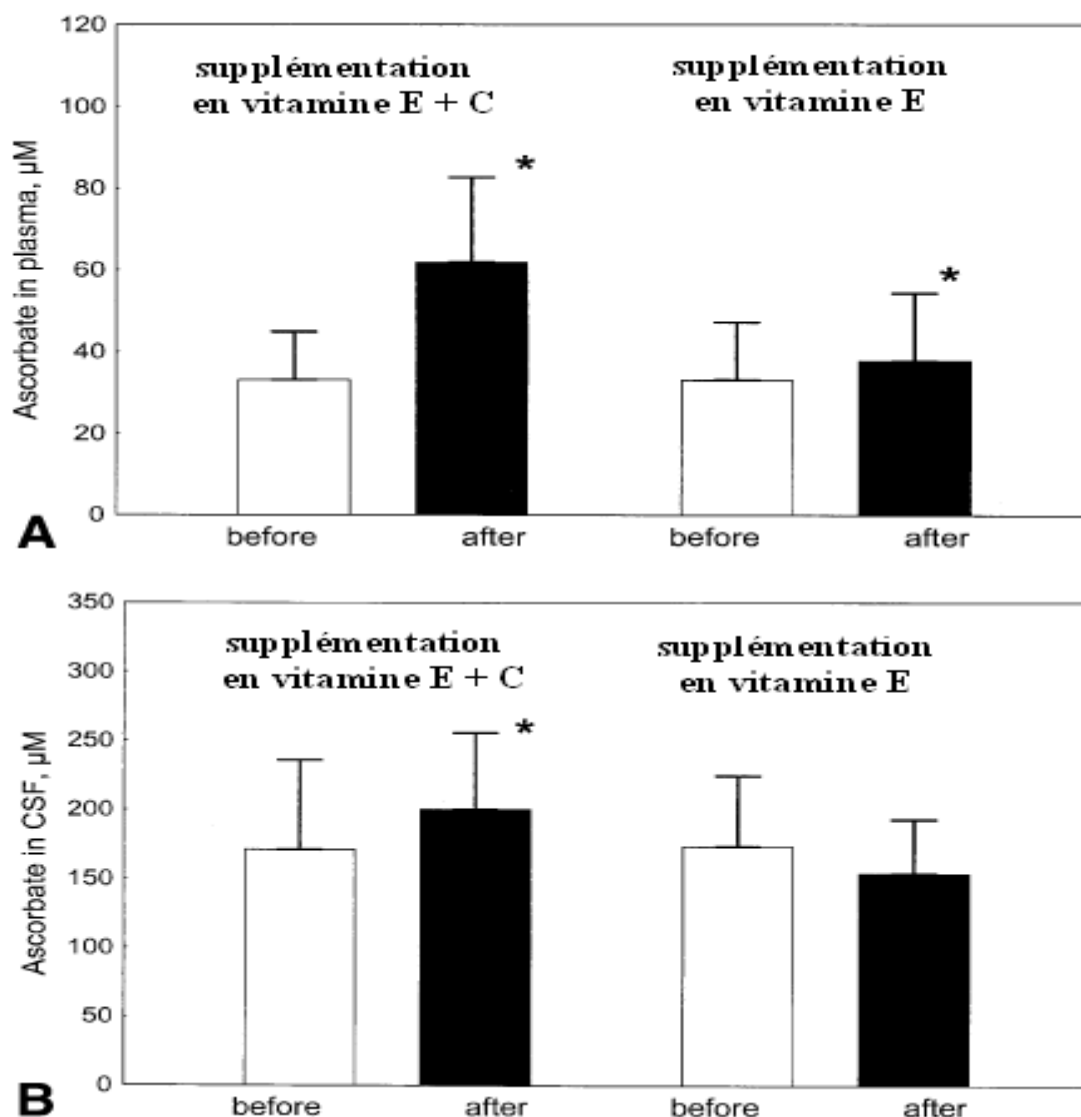 120
100
80
60
40
20
0
Ascorbate in plasma, µM
supplémentation
en vitamine E + C
supplémentation
en vitamine E
*
*
A
before
after
before
after
350
300
250
200
150
100
50
0
Ascorbate in CSF, µM
supplémentation
en vitamine E + C
supplémentation
en vitamine E
*
B
before
after
before
after